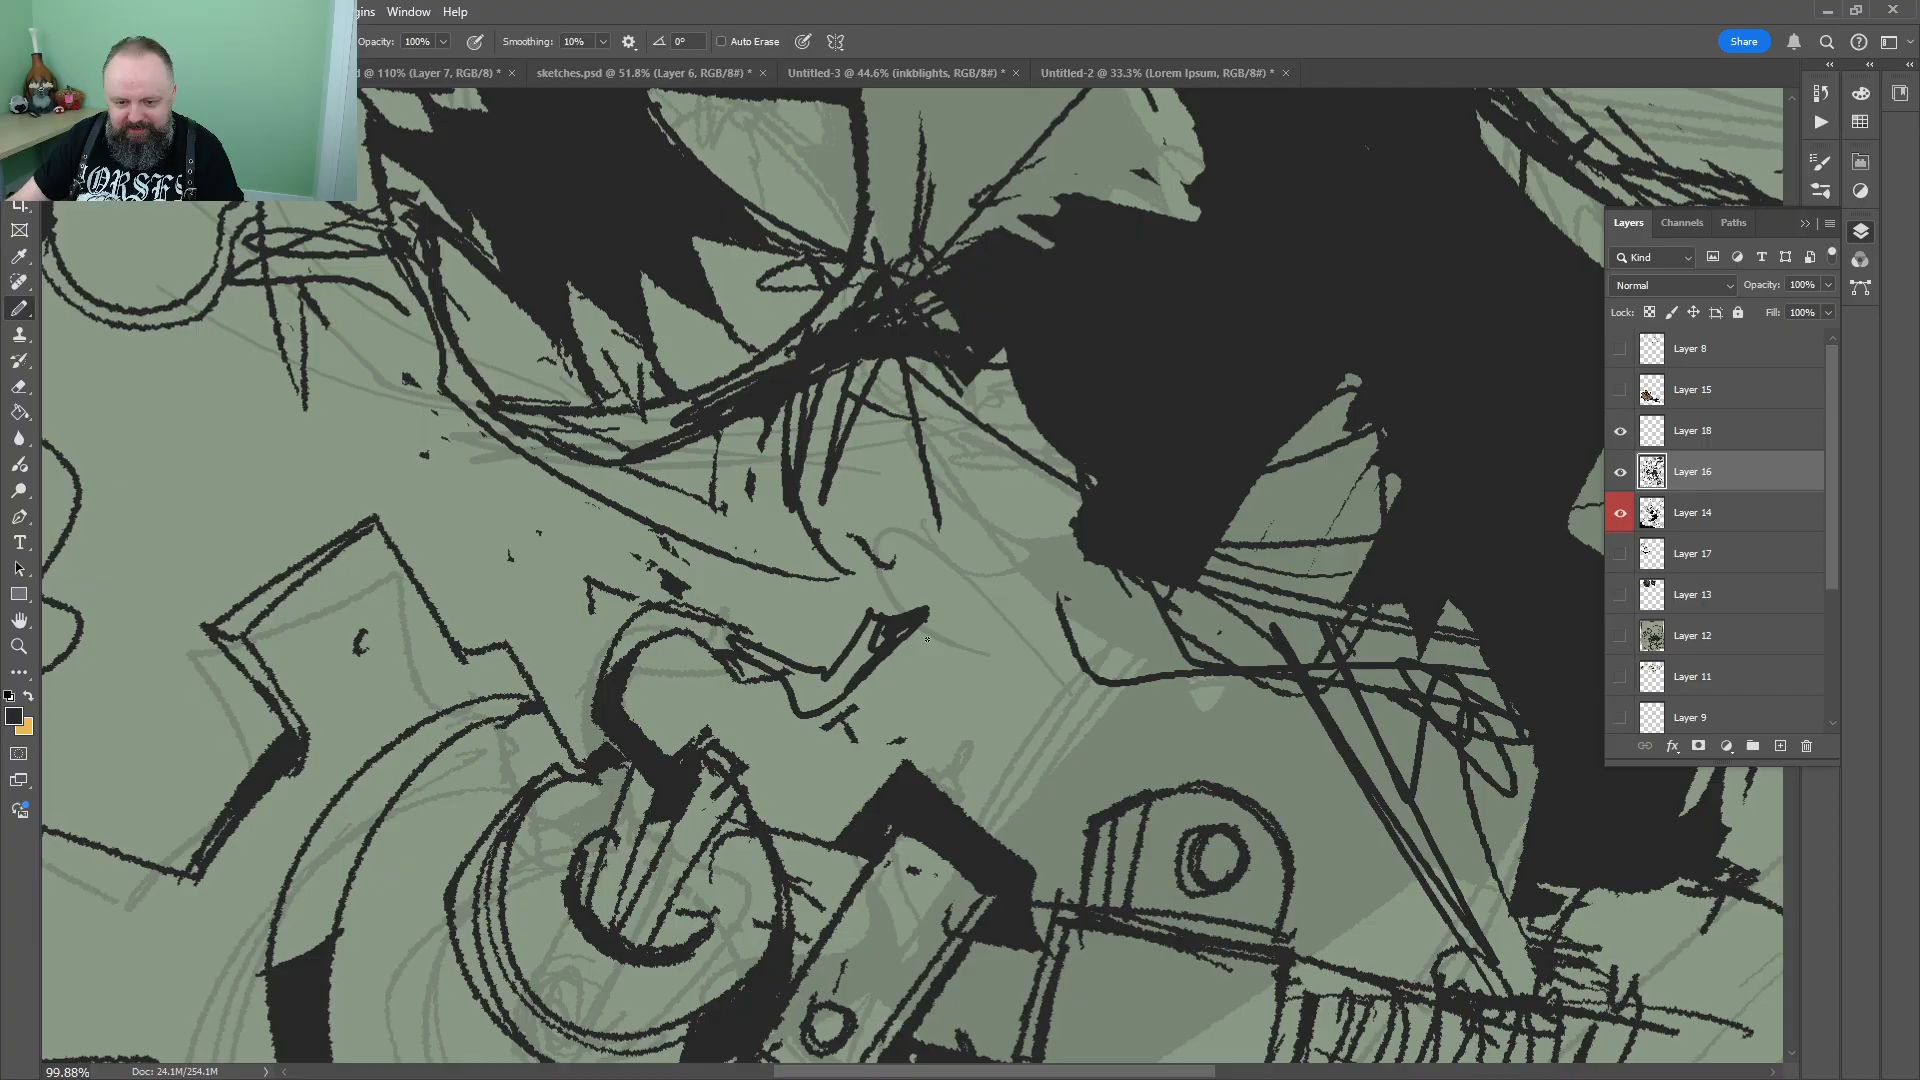 gins Window Help
Opacity: 100% Smoothing: 10% 0° Auto Erase Share
d @ 110% (Layer 7, RGB/8) * sketches.psd @ 51.8% (Layer 6, RGB/8#) * Untitled-3 @ 44.6% (inkblights, RGB/8#) * Untitled-2 @ 33.3% (Lorem Ipsum, RGB/8#) *
HORSES
Layers Channels Paths
Kind
Normal Opacity: 100%
Lock: Fill: 100%
Layer 8
Layer 15
Layer 18
Layer 16
Layer 14
Layer 17
Layer 13
Layer 12
Layer 11
Layer 9
99.88% Doc: 24.1M/254.1M